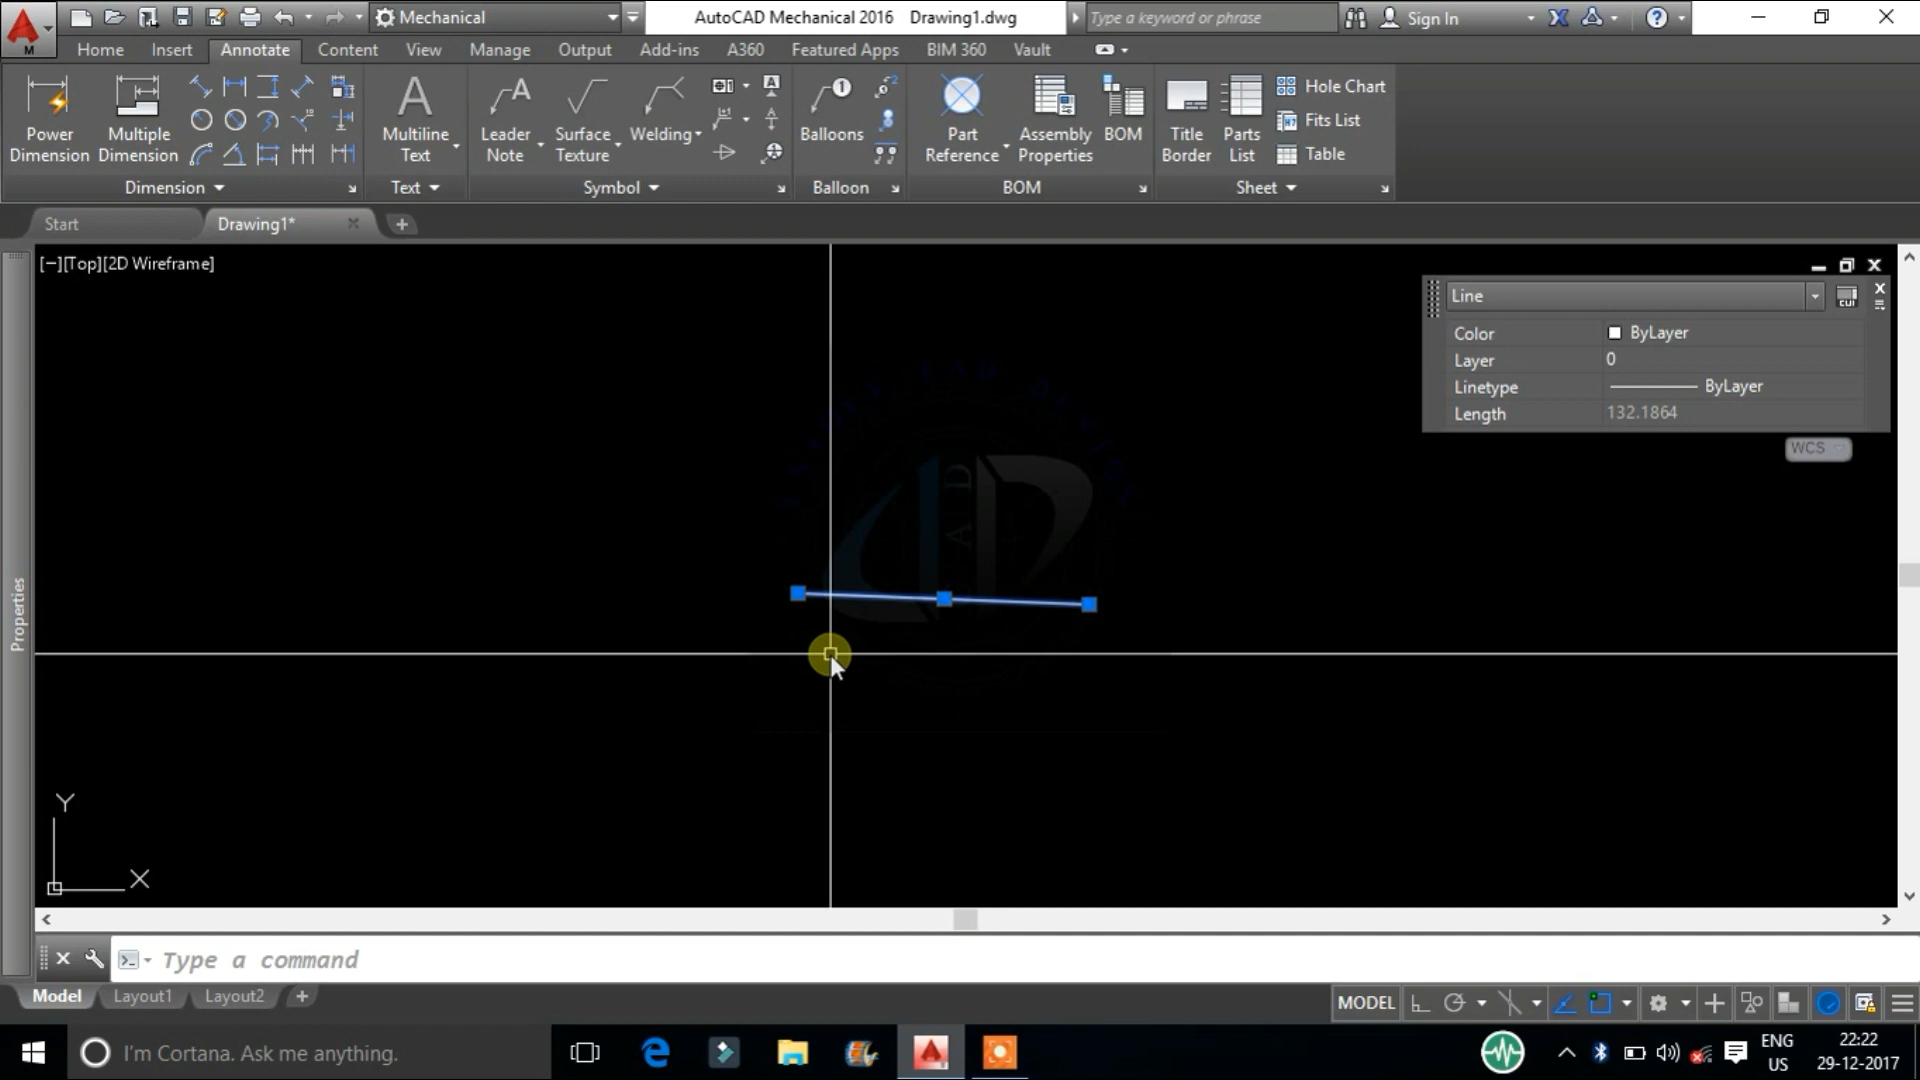 Mechanical
AutoCAD Mechanical 2016 Drawing1.dwg
Type a keyword or phrase
Sign In
M
Home Insert Annotate Content View Manage Output Add-ins A360 Featured Apps BIM 360 Vault
Power Dimension
Multiple Dimension
Multiline Text
Leader Note
Surface Texture
Welding
Balloons
Part Reference
Assembly Properties
BOM
Title Border
Parts List
Hole Chart
Fits List
Table
Dimension Text Symbol Balloon BOM Sheet
Start Drawing1*
[−][Top][2D Wireframe]
Line
CUI
Color ByLayer
Layer 0
Linetype ByLayer
Length 132.1864
WCS
Properties
CAD
Y
X
Type a command
Model Layout1 Layout2
MODEL
I'm Cortana. Ask me anything.
ENG
US
22:22
29-12-2017